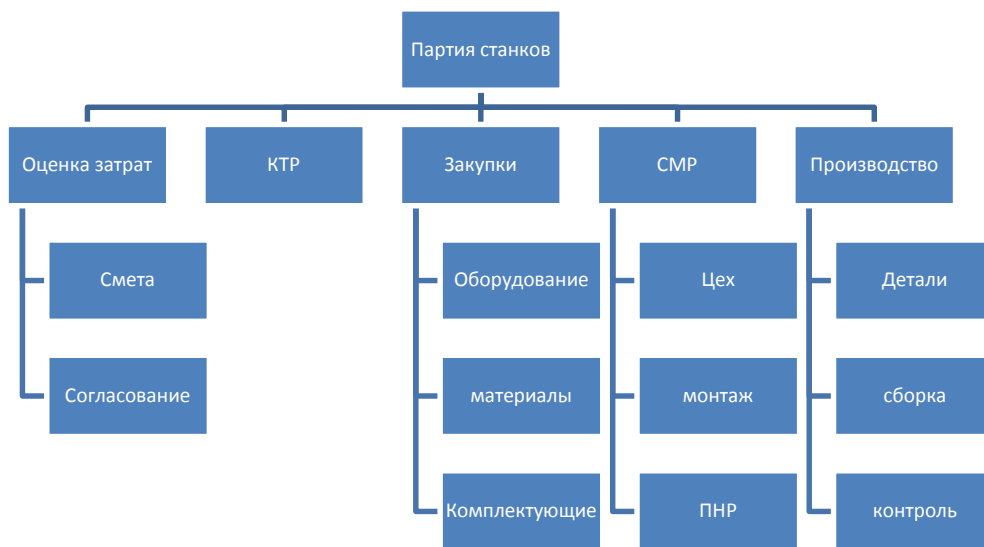 Партия станков
Оценка затрат
КТР
Закупки
СМР
Производство
Смета
Оборудование
Цех
Детали
Согласование
материалы
монтаж
сборка
Комплектующие
ПНР
контроль